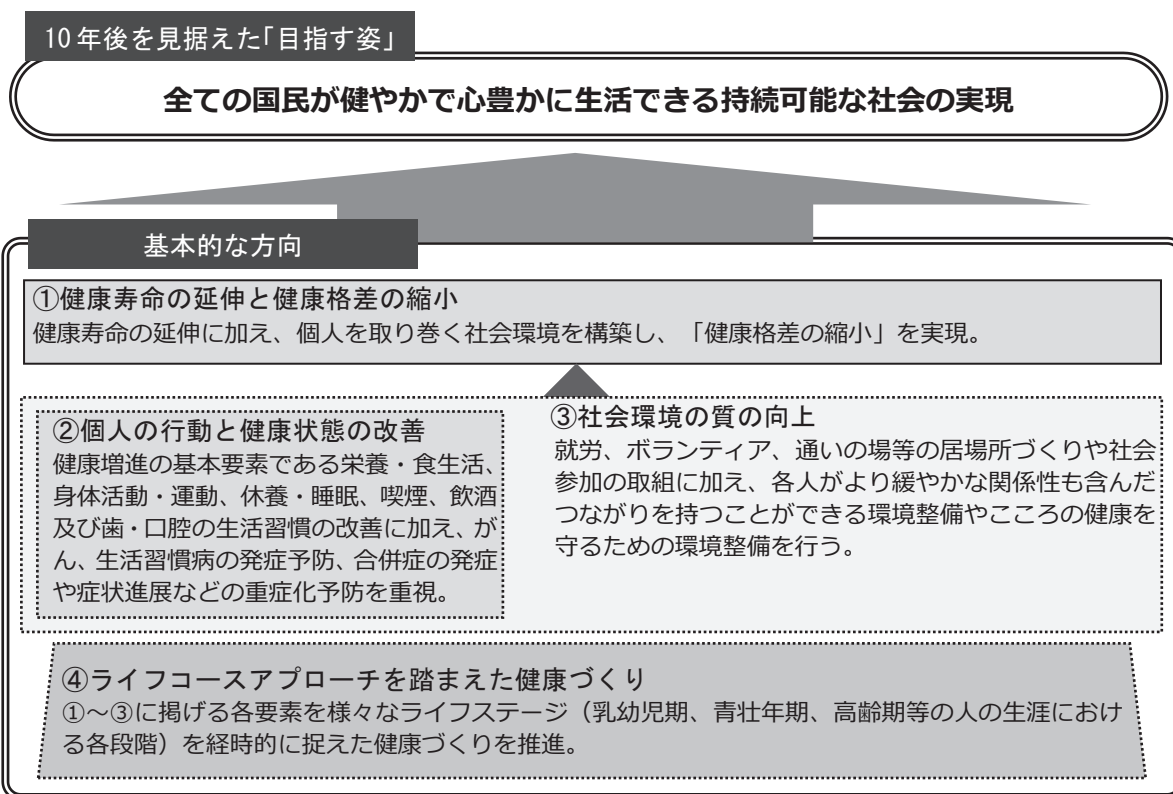 10年後を見据えた「目指す姿」
全ての国民が健やかで心豊かに生活できる持続可能な社会の実現
基本的な方向
①健康寿命の延伸と健康格差の縮小
健康寿命の延伸に加え、個人を取り巻く社会環境を構築し、「健康格差の縮小」を実現。
②個人の行動と健康状態の改善
健康増進の基本要素である栄養・食生活、
身体活動・運動、休養・睡眠、喫煙、飲酒
及び歯・口腔の生活習慣の改善に加え、が
ん、生活習慣病の発症予防、合併症の発症
や症状進展などの重症化予防を重視。
③社会環境の質の向上
就労、ボランティア、通いの場等の居場所づくりや社会
参加の取組に加え、各人がより緩やかな関係性も含んだ
つながりを持つことができる環境整備やこころの健康を
守るための環境整備を行う。
④ライフコースアプローチを踏まえた健康づくり
①～③に掲げる各要素を様々なライフステージ（乳幼児期、青壮年期、高齢期等の人の生涯におけ
る各段階）を経時的に捉えた健康づくりを推進。